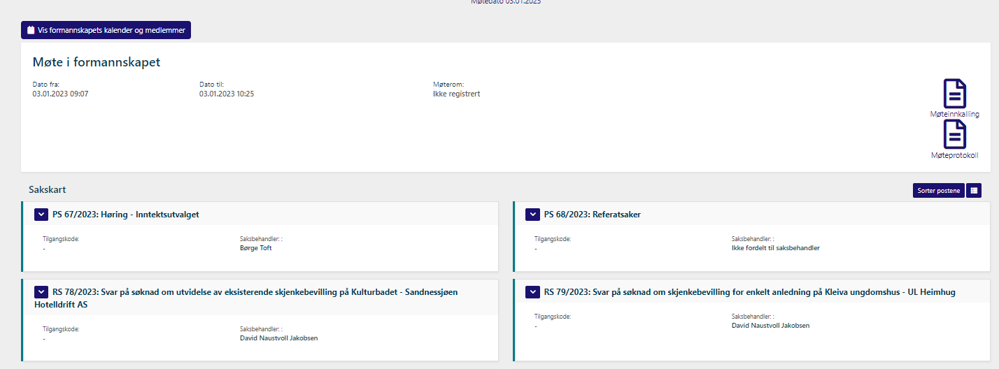 Møtedato 03.01.2023
Vis formannskapets kalender og medlemmer
Møte i formannskapet
Dato fra:
03.01.2023 09:07
Dato til:
03.01.2023 10:25
Møterom:
Ikke registrert
Møteinnkalling
Møteprotokoll
Sakskart
Sorter postene
PS 67/2023: Høring - Inntektsutvalget
Tilgangskode:
-
Saksbehandler: :
Børge Toft
PS 68/2023: Referatsaker
Tilgangskode:
-
Saksbehandler: :
Ikke fordelt til saksbehandler
RS 78/2023: Svar på søknad om utvidelse av eksisterende skjenkebevilling på Kulturbadet - Sandnessjøen
Hotelldrift AS
Tilgangskode:
-
Saksbehandler: :
David Naustvoll Jakobsen
RS 79/2023: Svar på søknad om skjenkebevilling for enkelt anledning på Kleiva ungdomshus - UL Heimhug
Tilgangskode:
-
Saksbehandler: :
David Naustvoll Jakobsen